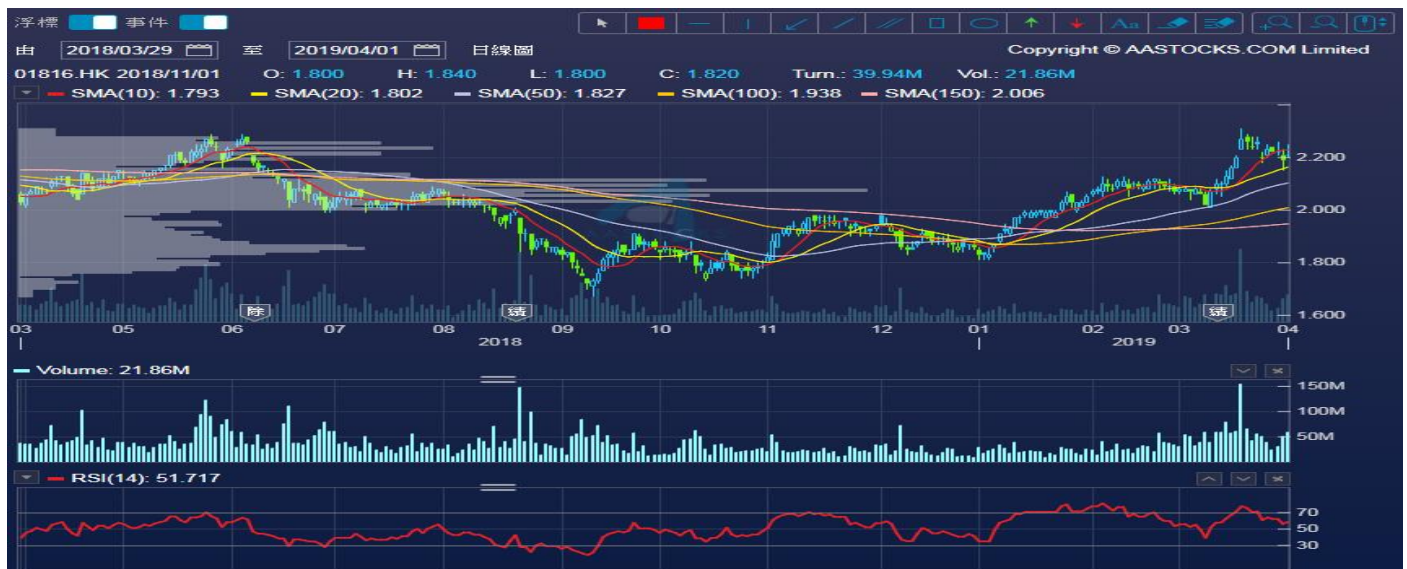 浮標 事件 Aa
由 2018/03/29 至 2019/04/01 日線圖 Copyright © AASTOCKS.COM Limited
01816.HK 2018/11/01 O: 1.800 H: 1.840 L: 1.800 C: 1.820 Turn.: 39.94M Vol.: 21.86M
SMA(10): 1.793 SMA(20): 1.802 SMA(50): 1.827 SMA(100): 1.938 SMA(150): 2.006
2.200
2.000
1.800
除 績 績
1.600
03 05 06 07 08 09 10 11 12 01 02 03 04
2018 2019
Volume: 21.86M
150M
100M
50M
RSI(14): 51.717
70
50
30